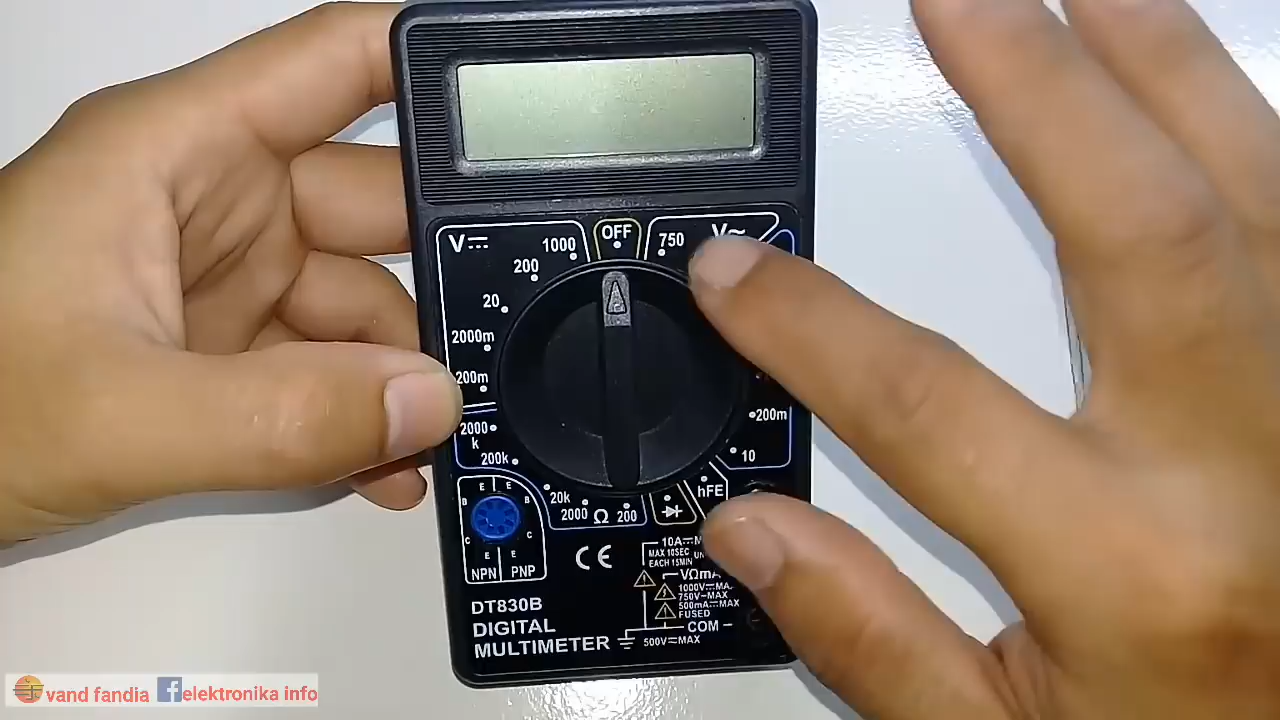 V⎓
1000
OFF
750
V~
200
20
2000m
200m
2000
k
200k
200m
10
20k
2000
Ω
200
hFE
E E
B B
C C
E E
NPN PNP
CE
10A⎓
MAX 10SEC
EACH 15MIN
VΩmA
1000V⎓
750V~MAX
500mA⎓MAX
FUSED
COM
500V≂MAX
DT830B
DIGITAL
MULTIMETER
vand fandia f elektronika info